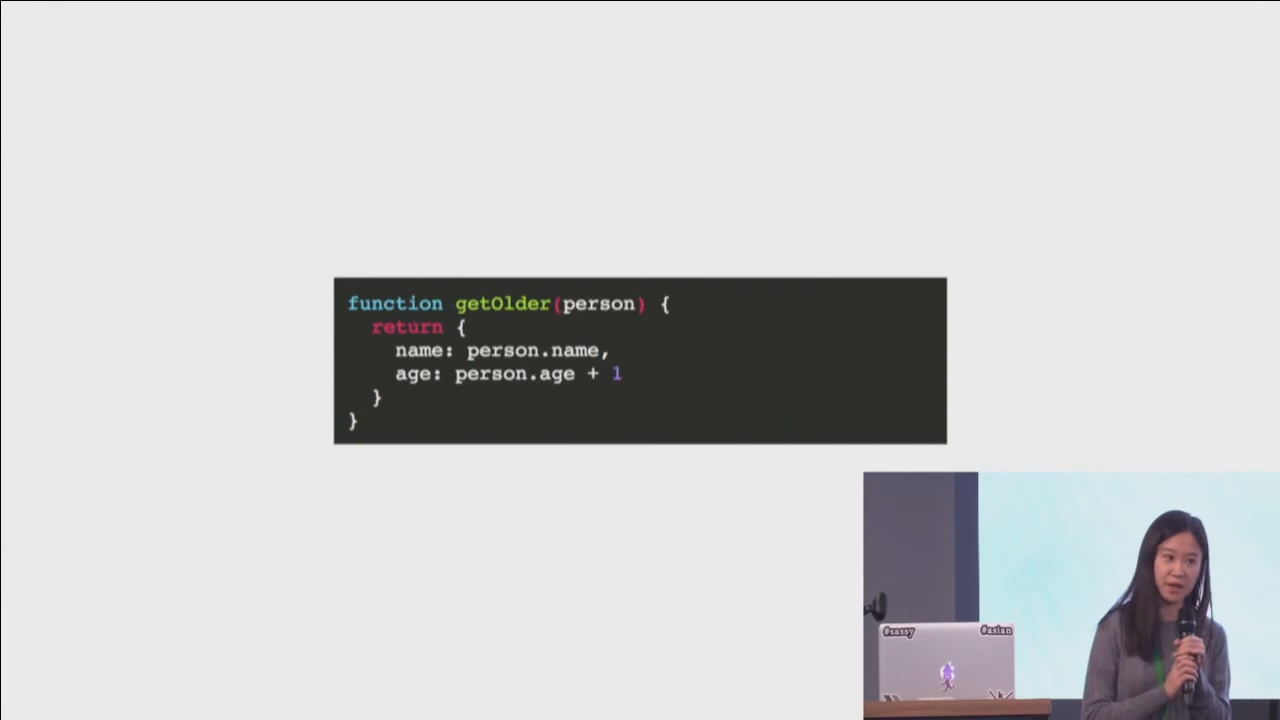 function getOlder(person) {
  return {
    name: person.name,
    age: person.age + 1
  }
}
#sassy #asian
k